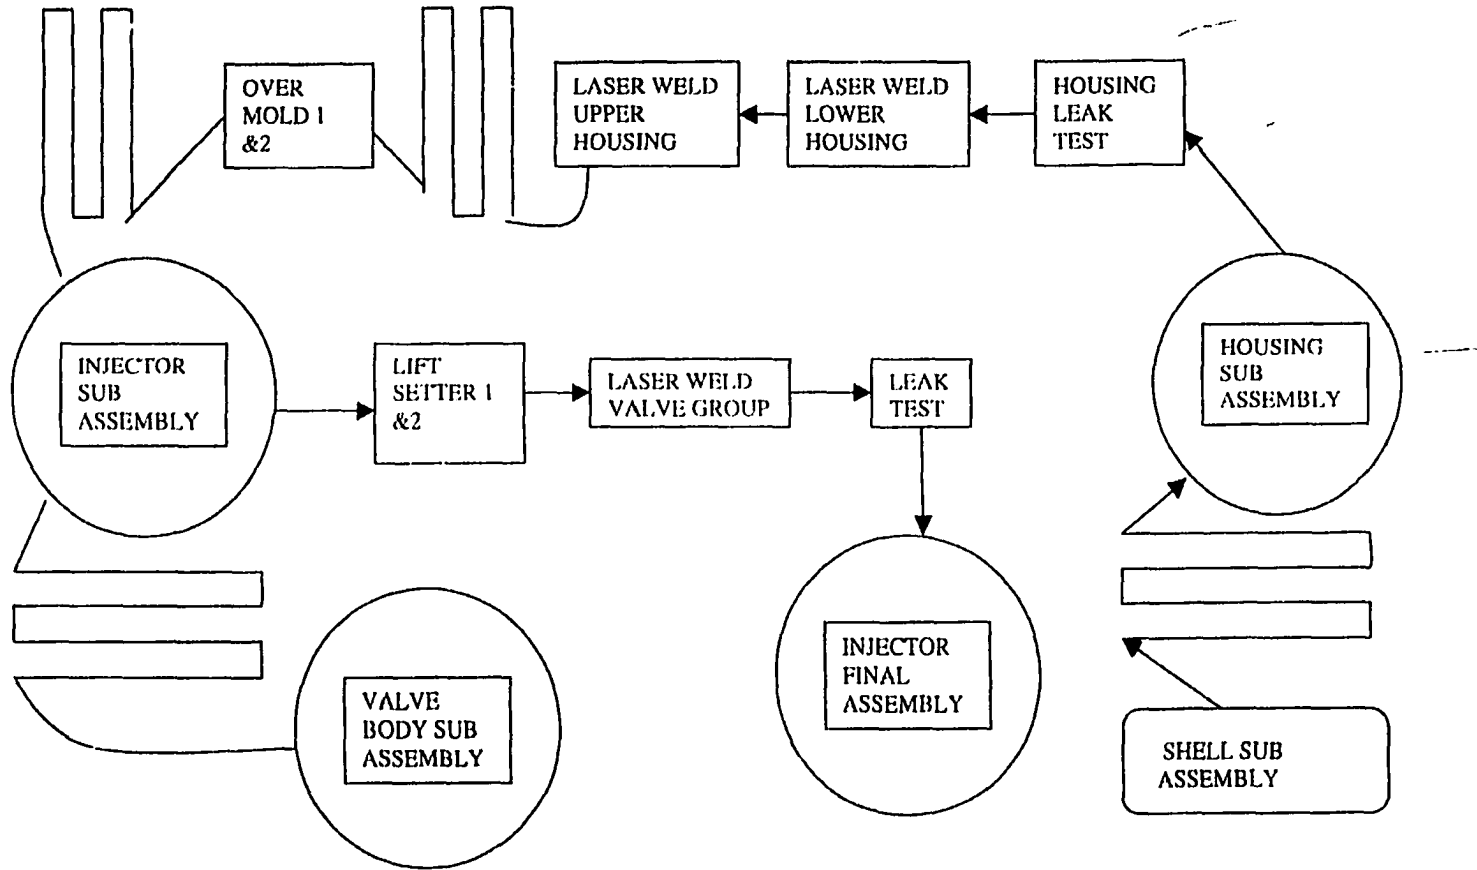 OVER
MOLD 1
&2
LASER WELD
UPPER
HOUSING
LASER WELD
LOWER
HOUSING
HOUSING
LEAK
TEST
INJECTOR
SUB
ASSEMBLY
LIFT
SETTER 1
&2
LASER WELD
VALVE GROUP
LEAK
TEST
HOUSING
SUB
ASSEMBLY
VALVE
BODY SUB
ASSEMBLY
INJECTOR
FINAL
ASSEMBLY
SHELL SUB
ASSEMBLY